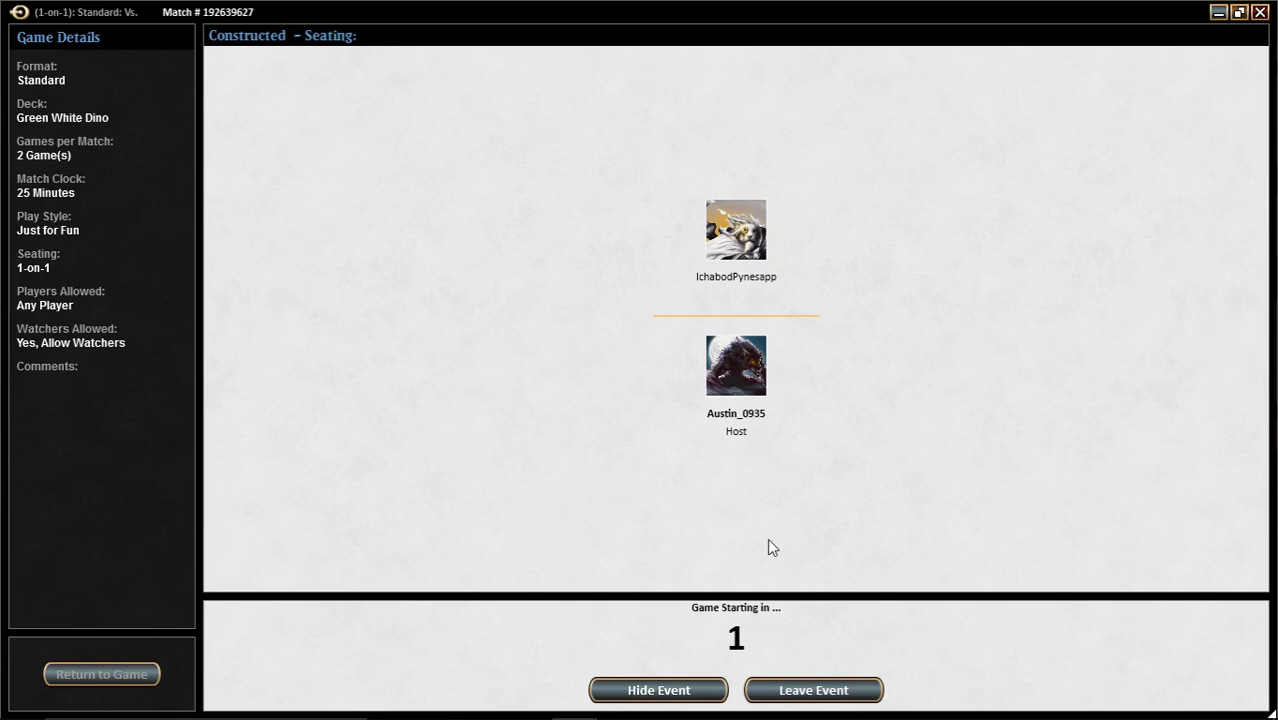 (1-on-1): Standard: Vs. Match # 192639627
Game Details
Format:
Standard
Deck:
Green White Dino
Games per Match:
2 Game(s)
Match Clock:
25 Minutes
Play Style:
Just for Fun
Seating:
1-on-1
Players Allowed:
Any Player
Watchers Allowed:
Yes, Allow Watchers
Comments:
Return to Game
Constructed - Seating:
IchabodPynesapp
Austin_0935
Host
Game Starting in ...
1
Hide Event Leave Event